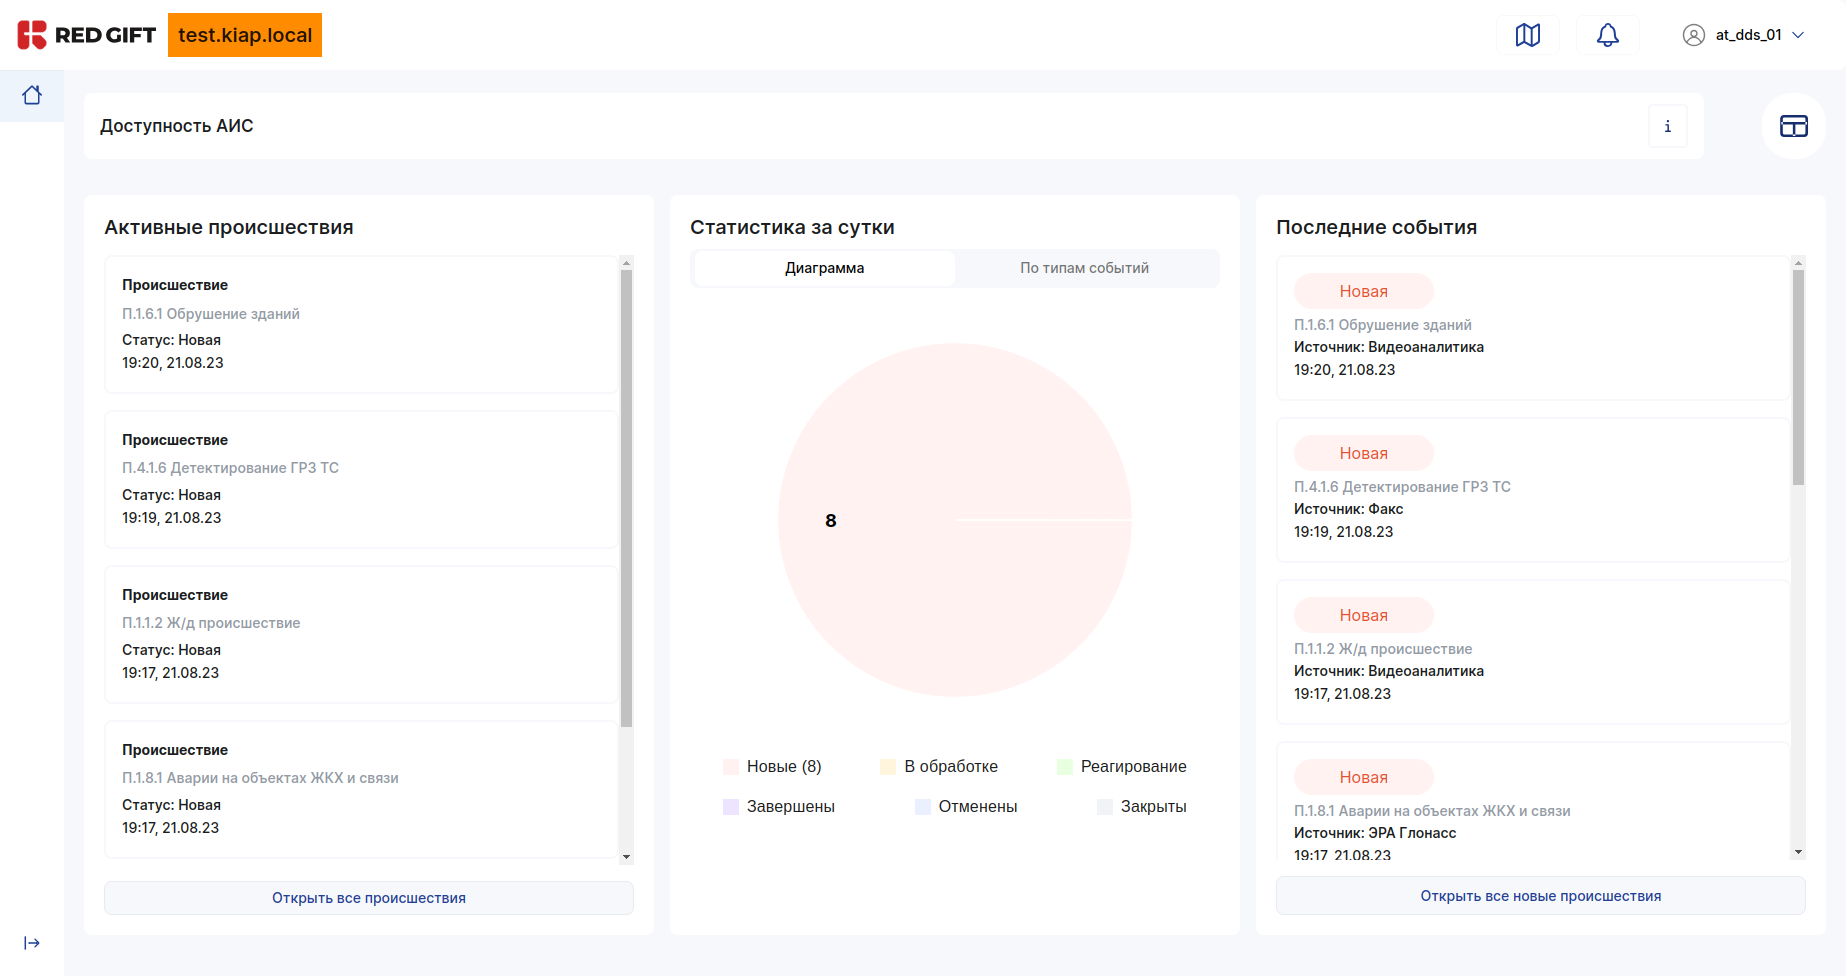 RED GIFT
test.kiap.local
at_dds_01
Доступность АИС
i
Активные происшествия
Происшествие
П.1.6.1 Обрушение зданий
Статус: Новая
19:20, 21.08.23
Происшествие
П.4.1.6 Детектирование ГРЗ ТС
Статус: Новая
19:19, 21.08.23
Происшествие
П.1.1.2 Ж/д происшествие
Статус: Новая
19:17, 21.08.23
Происшествие
П.1.8.1 Аварии на объектах ЖКХ и связи
Статус: Новая
19:17, 21.08.23
Открыть все происшествия
Статистика за сутки
Диаграмма
По типам событий
8
Новые (8)
В обработке
Реагирование
Завершены
Отменены
Закрыты
Последние события
Новая
П.1.6.1 Обрушение зданий
Источник: Видеоаналитика
19:20, 21.08.23
Новая
П.4.1.6 Детектирование ГРЗ ТС
Источник: Факс
19:19, 21.08.23
Новая
П.1.1.2 Ж/д происшествие
Источник: Видеоаналитика
19:17, 21.08.23
Новая
П.1.8.1 Аварии на объектах ЖКХ и связи
Источник: ЭРА Глонасс
19:17, 21.08.23
Открыть все новые происшествия